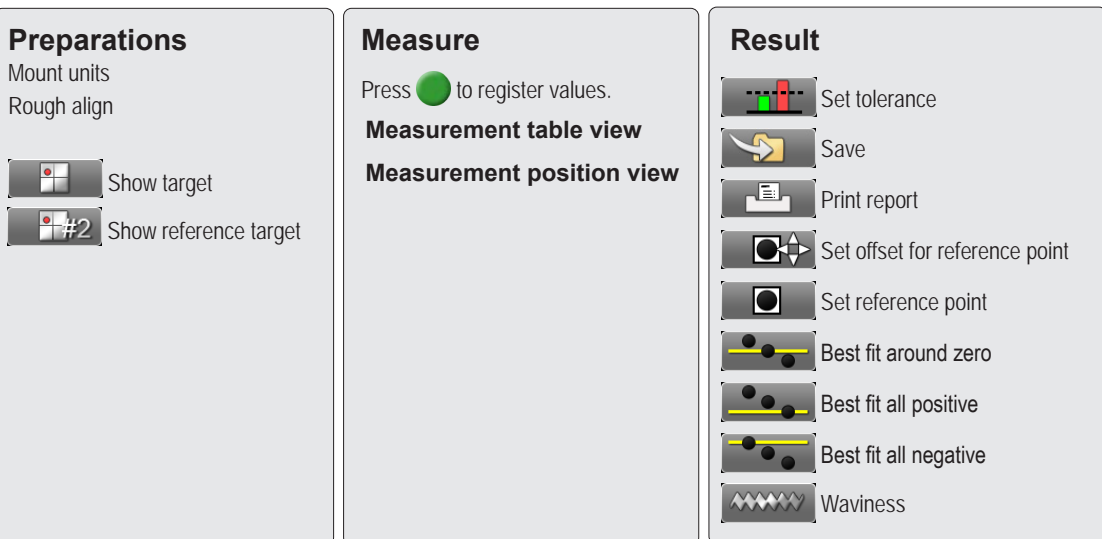 Preparations
Mount units
Rough align
Show target
#2 Show reference target
Measure
Press to register values.
Measurement table view
Measurement position view
Result
Set tolerance
Save
Print report
Set offset for reference point
Set reference point
Best fit around zero
Best fit all positive
Best fit all negative
Waviness